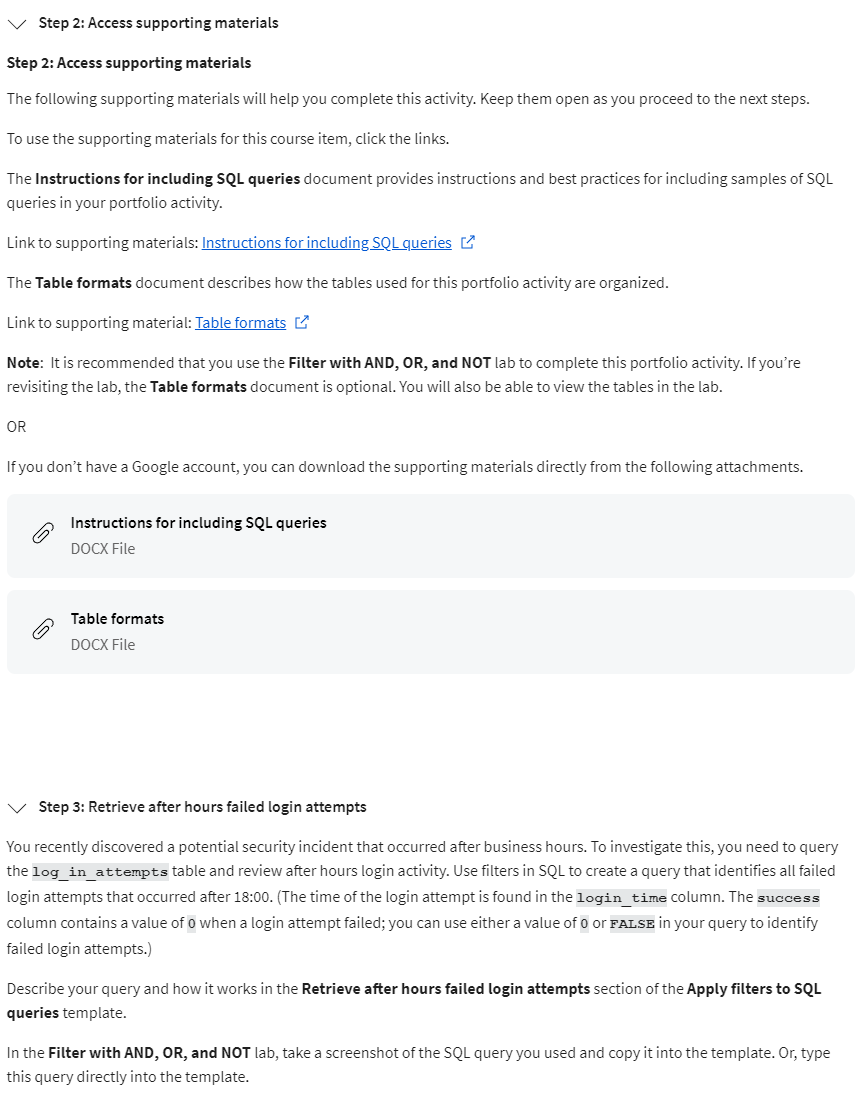 Step 2: Access supporting materials
Step 2: Access supporting materials
The following supporting materials will help you complete this activity. Keep them open as you proceed to the next steps.
To use the supporting materials for this course item, click the links.
The Instructions for including SQL queries document provides instructions and best practices for including samples of SQL
queries in your portfolio activity.
Link to supporting materials: Instructions for including SQL queries
The Table formats document describes how the tables used for this portfolio activity are organized.
Link to supporting material: Table formats
Note:  It is recommended that you use the Filter with AND, OR, and NOT lab to complete this portfolio activity. If you’re
revisiting the lab, the Table formats document is optional. You will also be able to view the tables in the lab.
OR
If you don’t have a Google account, you can download the supporting materials directly from the following attachments.
Instructions for including SQL queries
DOCX File
Table formats
DOCX File
Step 3: Retrieve after hours failed login attempts
You recently discovered a potential security incident that occurred after business hours. To investigate this, you need to query
the log_in_attempts table and review after hours login activity. Use filters in SQL to create a query that identifies all failed
login attempts that occurred after 18:00. (The time of the login attempt is found in the login_time column. The success
column contains a value of 0 when a login attempt failed; you can use either a value of 0 or FALSE in your query to identify
failed login attempts.)
Describe your query and how it works in the Retrieve after hours failed login attempts section of the Apply filters to SQL
queries template.
In the Filter with AND, OR, and NOT lab, take a screenshot of the SQL query you used and copy it into the template. Or, type
this query directly into the template.